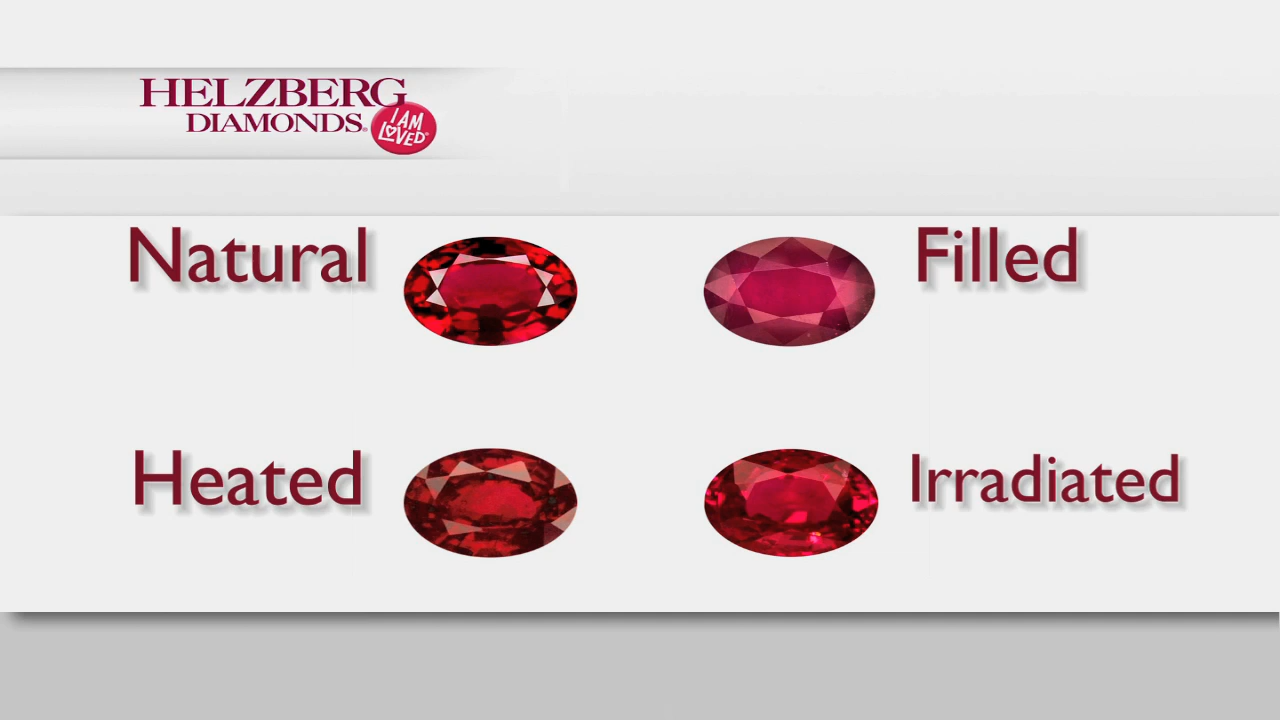 HELZBERG
DIAMONDS®
I AM
LOVED®
Natural
Filled
Heated
Irradiated